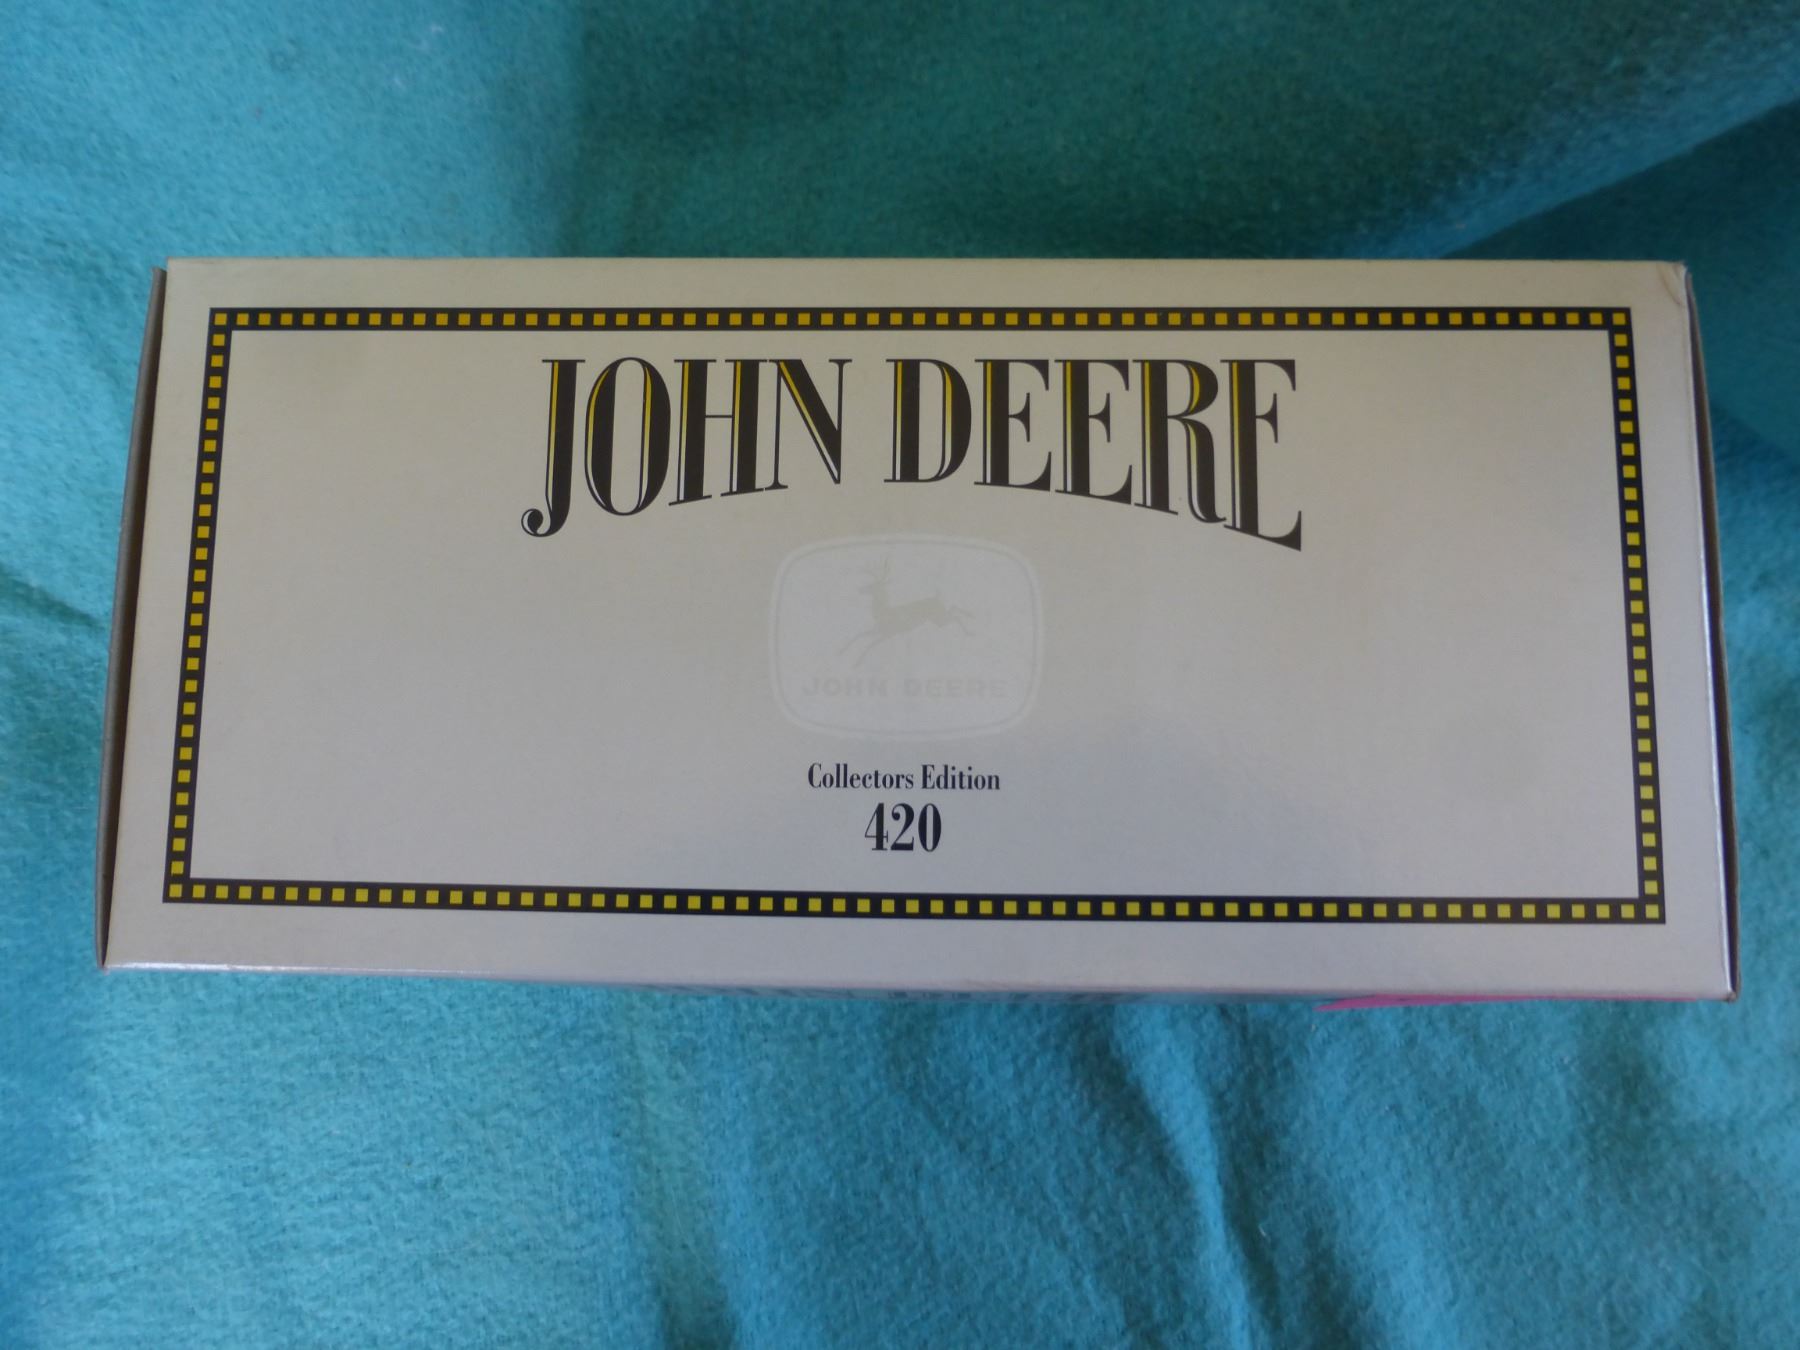 JOHN DEERE
JOHN DEERE
Collectors Edition
420